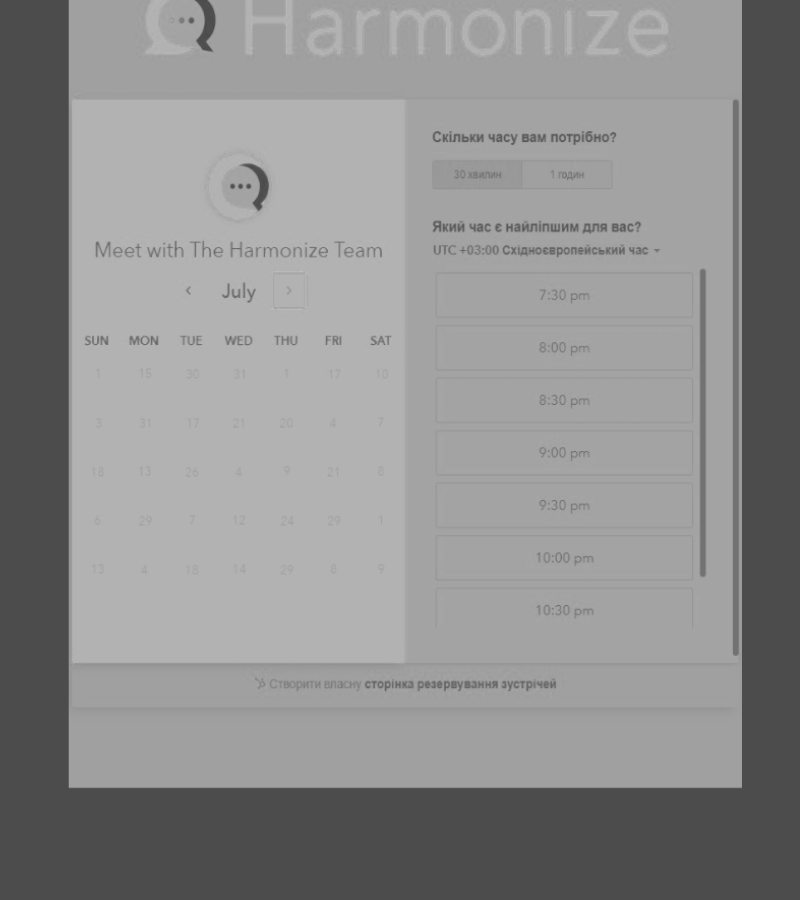 Harmonize
Meet with The Harmonize Team
July
SUN MON TUE WED THU FRI SAT
1 15 30 31 1 17 10
3 31 17 21 20 4 7
18 13 26 4 9 21 8
6 29 7 12 24 29 1
13 4 18 14 29 8 9
Скільки часу вам потрібно?
30 хвилин 1 годин
Який час є найліпшим для вас?
UTC +03:00 Східноєвропейський час
7:30 pm
8:00 pm
8:30 pm
9:00 pm
9:30 pm
10:00 pm
10:30 pm
Створити власну сторінка резервування зустрічей